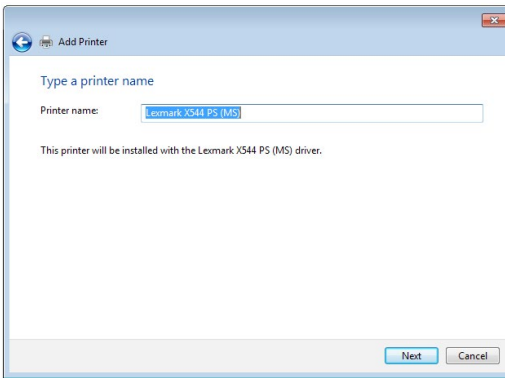 Add Printer
Type a printer name
Printer name: Lexmark X544 PS (MS)
This printer will be installed with the Lexmark X544 PS (MS) driver.
Next Cancel